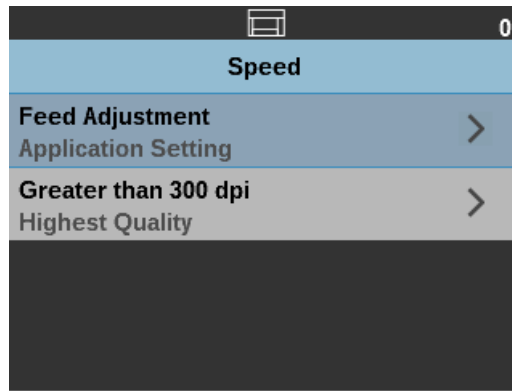 0
Speed
Feed Adjustment
Application Setting
Greater than 300 dpi
Highest Quality